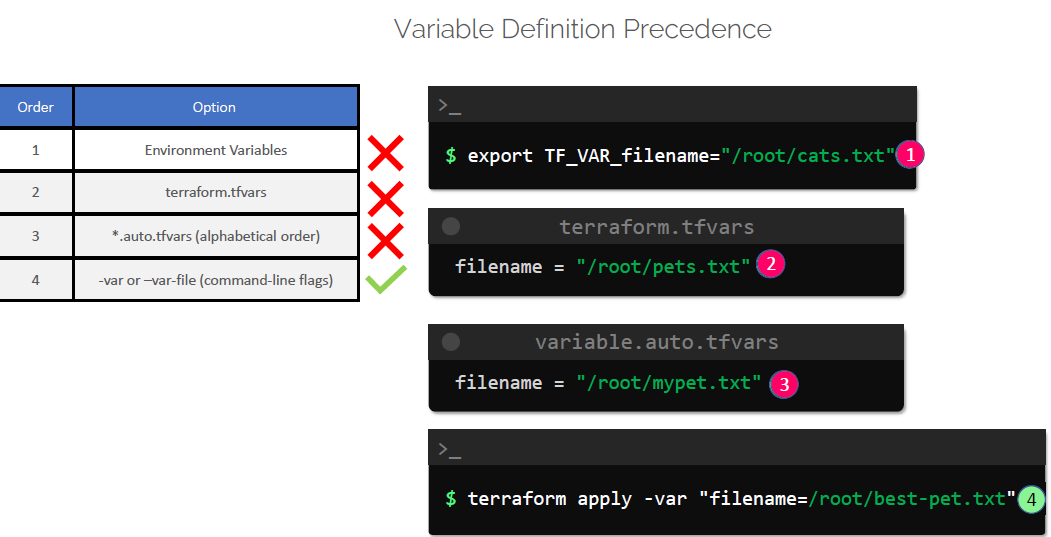 Variable Definition Precedence
Order Option
1 Environment Variables
2 terraform.tfvars
3 *.auto.tfvars (alphabetical order)
4 -var or –var-file (command-line flags)
>_
$ export TF_VAR_filename="/root/cats.txt" 1
terraform.tfvars
filename = "/root/pets.txt" 2
variable.auto.tfvars
filename = "/root/mypet.txt" 3
>_
$ terraform apply -var "filename=/root/best-pet.txt" 4